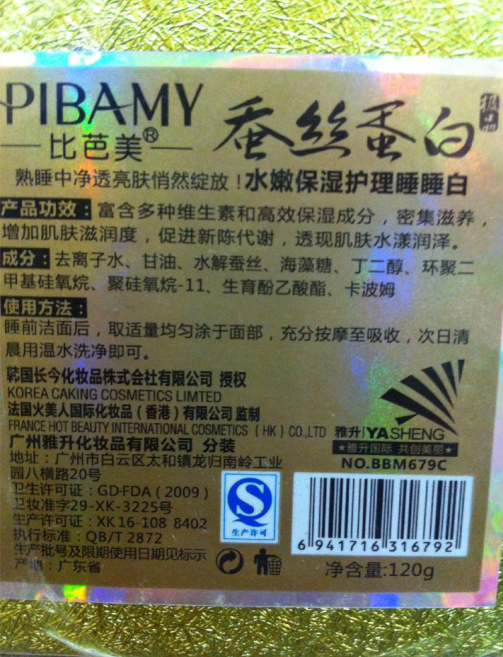 PIBAMY
比芭美®
蚕丝蛋白
熟睡中净透亮肤悄然绽放！水嫩保湿护理睡睡白
产品功效：富含多种维生素和高效保湿成分，密集滋养，
增加肌肤滋润度，促进新陈代谢，透现肌肤水漾润泽。
成分：去离子水、甘油、水解蚕丝、海藻糖、丁二醇、环聚二
甲基硅氧烷、聚硅氧烷-11、生育酚乙酸酯、卡波姆
使用方法：
睡前洁面后，取适量均匀涂于面部，充分按摩至吸收，次日清
晨用温水洗净即可。
韩国长今化妆品株式会社有限公司 授权
KOREA CAKING COSMETICS LIMTED
法国火美人国际化妆品（香港）有限公司 监制
FRANCE HOT BEAUTY INTERNATIONAL COSMETICS（HK）CO.,LTD
广州雅升化妆品有限公司 分装
地址：广州市白云区太和镇龙归南岭工业
园八横路20号
卫生许可证：GD·FDA（2009）
卫妆准字29-XK-3225号
生产许可证：XK16-108 8402
执行标准：QB/T 2872
生产批号及限期使用日期见标示
产地：广东省
雅升 YASHENG
★雅升国际 共创美丽★
NO.BBM679C
生产许可
6 941716 316792
净含量:120g